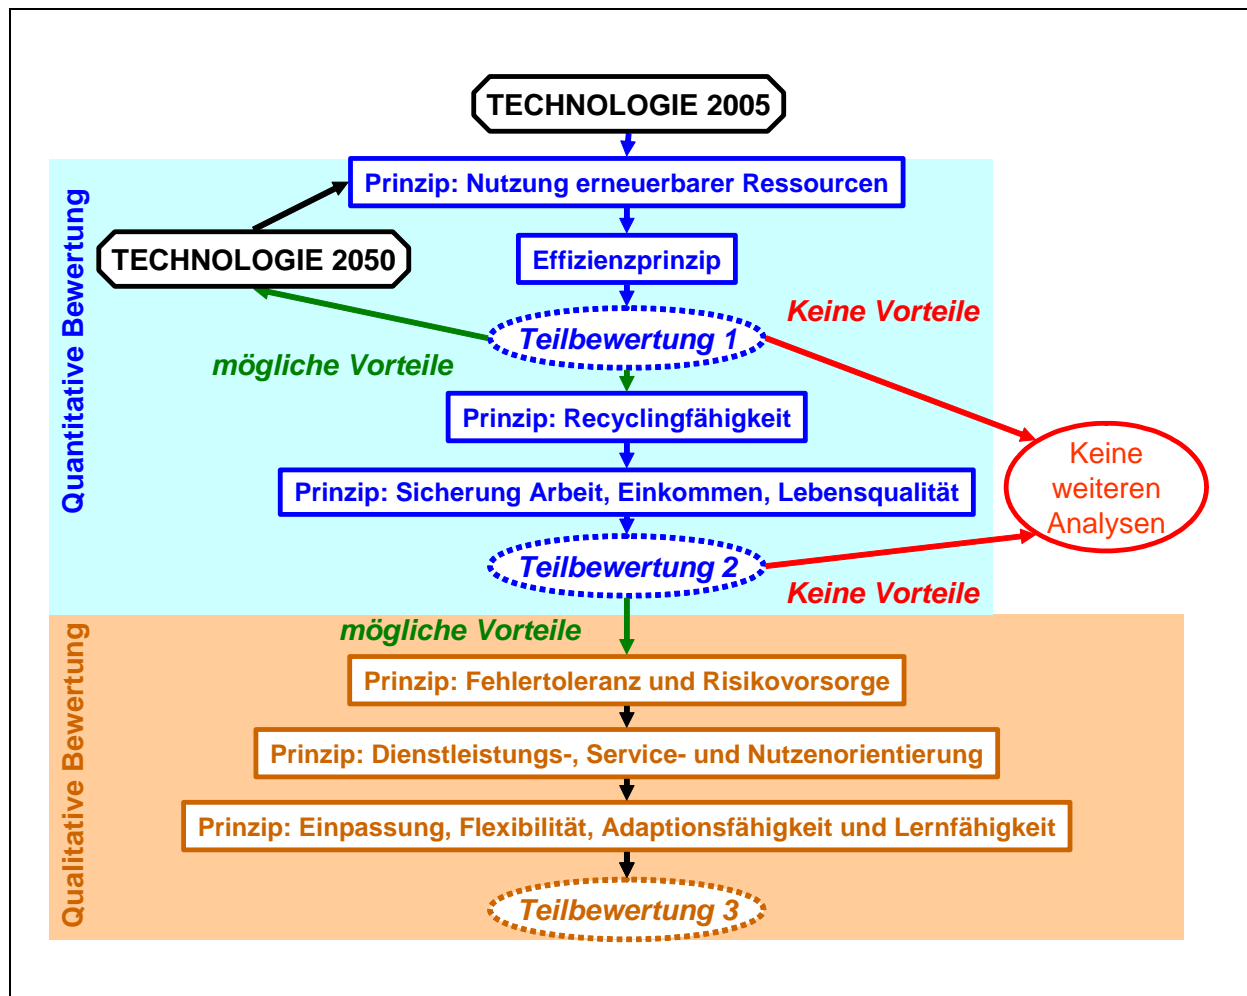 TECHNOLOGIE 2005
Prinzip: Nutzung erneuerbarer Ressourcen
Quantitative Bewertung
TECHNOLOGIE 2050
Effizienzprinzip
Keine Vorteile
Teilbewertung 1
mögliche Vorteile
Prinzip: Recyclingfähigkeit
Keine
weiteren
Analysen
Prinzip: Sicherung Arbeit, Einkommen, Lebensqualität
Teilbewertung 2
Keine Vorteile
mögliche Vorteile
Qualitative Bewertung
Prinzip: Fehlertoleranz und Risikovorsorge
Prinzip: Dienstleistungs-, Service- und Nutzenorientierung
Prinzip: Einpassung, Flexibilität, Adaptionsfähigkeit und Lernfähigkeit
Teilbewertung 3